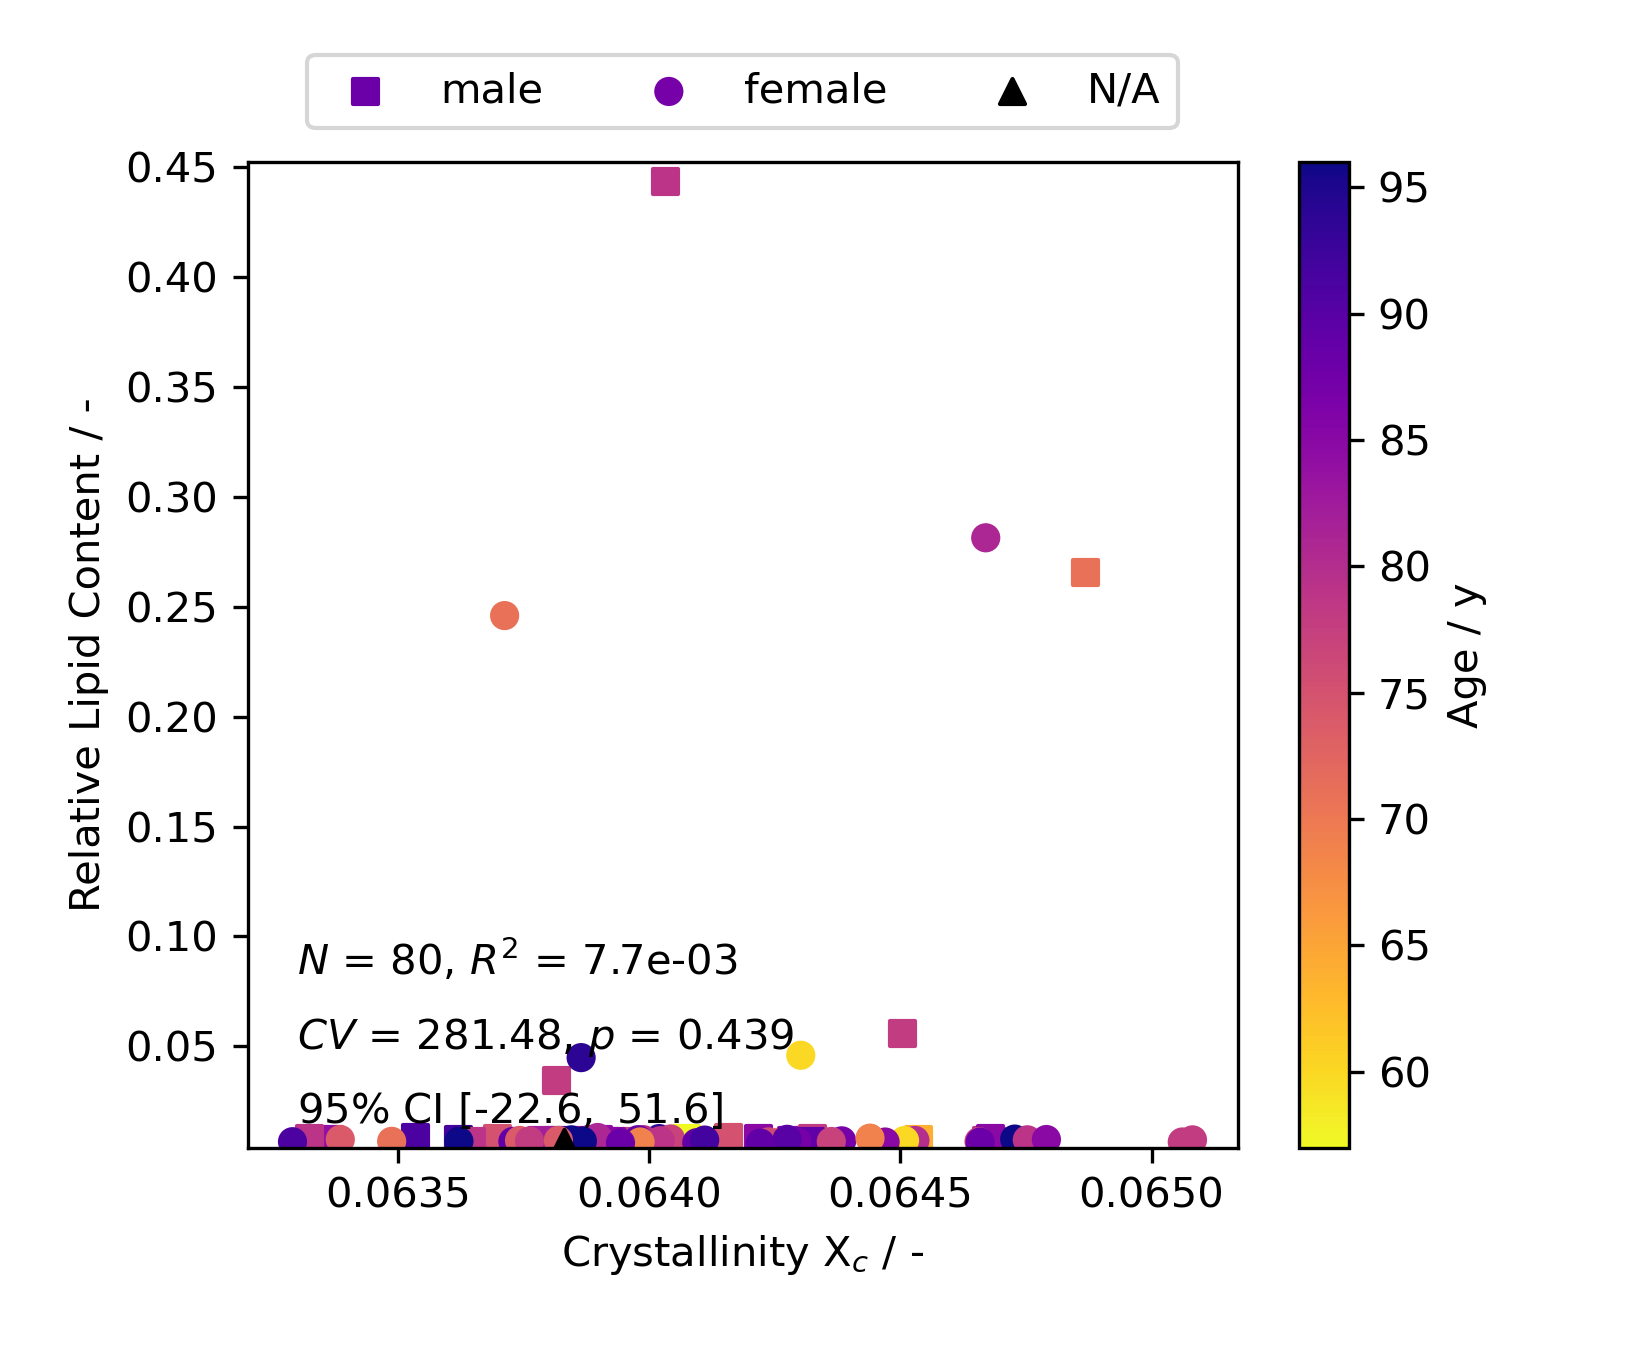 male female N/A
0.45
0.40
0.35
0.30
0.25
0.20
0.15
0.10
0.05
Relative Lipid Content / -
N = 80, R² = 7.7e-03
CV = 281.48, p = 0.439
95% CI [-22.6, 51.6]
0.0635 0.0640 0.0645 0.0650
Crystallinity X꜀ / -
95
90
85
80
75
70
65
60
Age / y